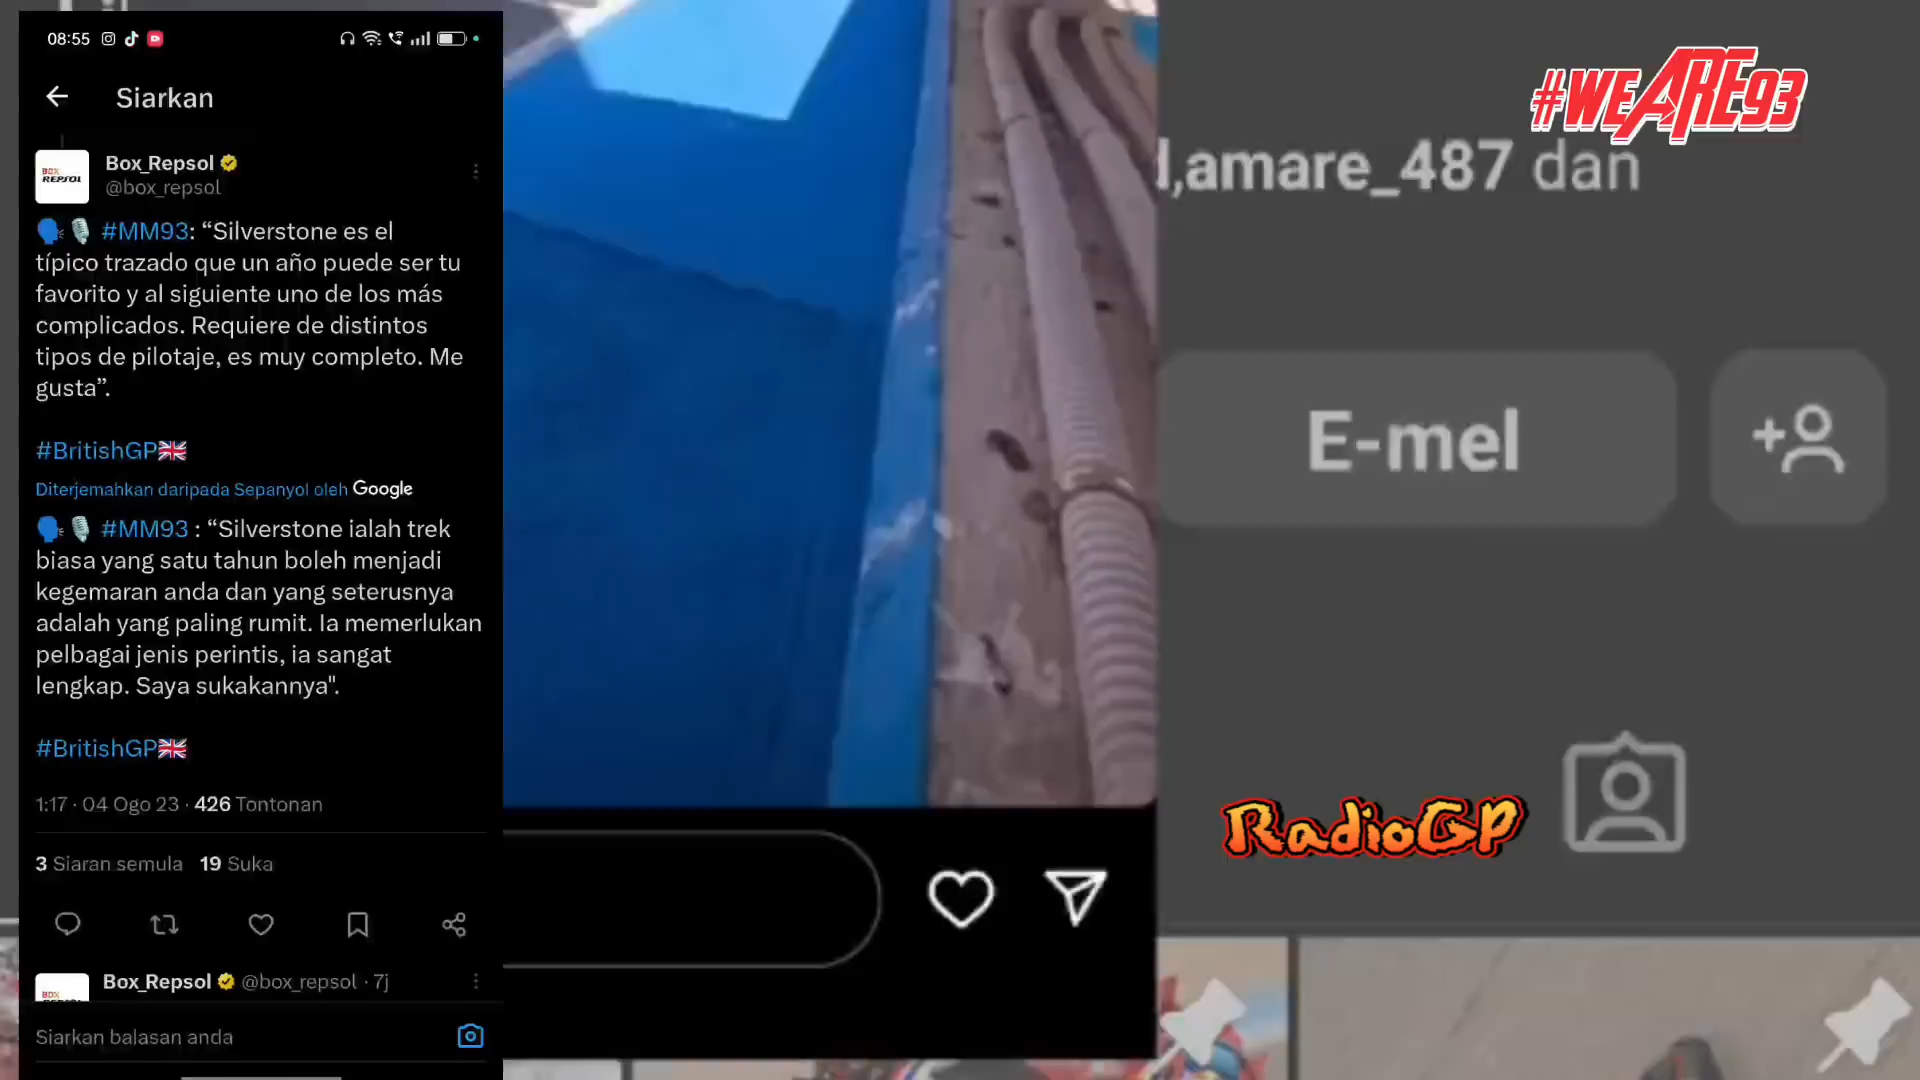 08:55
Siarkan
Box_Repsol
@box_repsol
#MM93: “Silverstone es el
típico trazado que un año puede ser tu
favorito y al siguiente uno de los más
complicados. Requiere de distintos
tipos de pilotaje, es muy completo. Me
gusta”.
#BritishGP
Diterjemahkan daripada Sepanyol oleh Google
#MM93 : “Silverstone ialah trek
biasa yang satu tahun boleh menjadi
kegemaran anda dan yang seterusnya
adalah yang paling rumit. Ia memerlukan
pelbagai jenis perintis, ia sangat
lengkap. Saya sukakannya".
#BritishGP
1:17 · 04 Ogo 23 · 426 Tontonan
3 Siaran semula 19 Suka
Box_Repsol @box_repsol · 7j
Siarkan balasan anda
#WEARE93
,amare_487 dan
E-mel
RadioGP
BOX
REPSOL